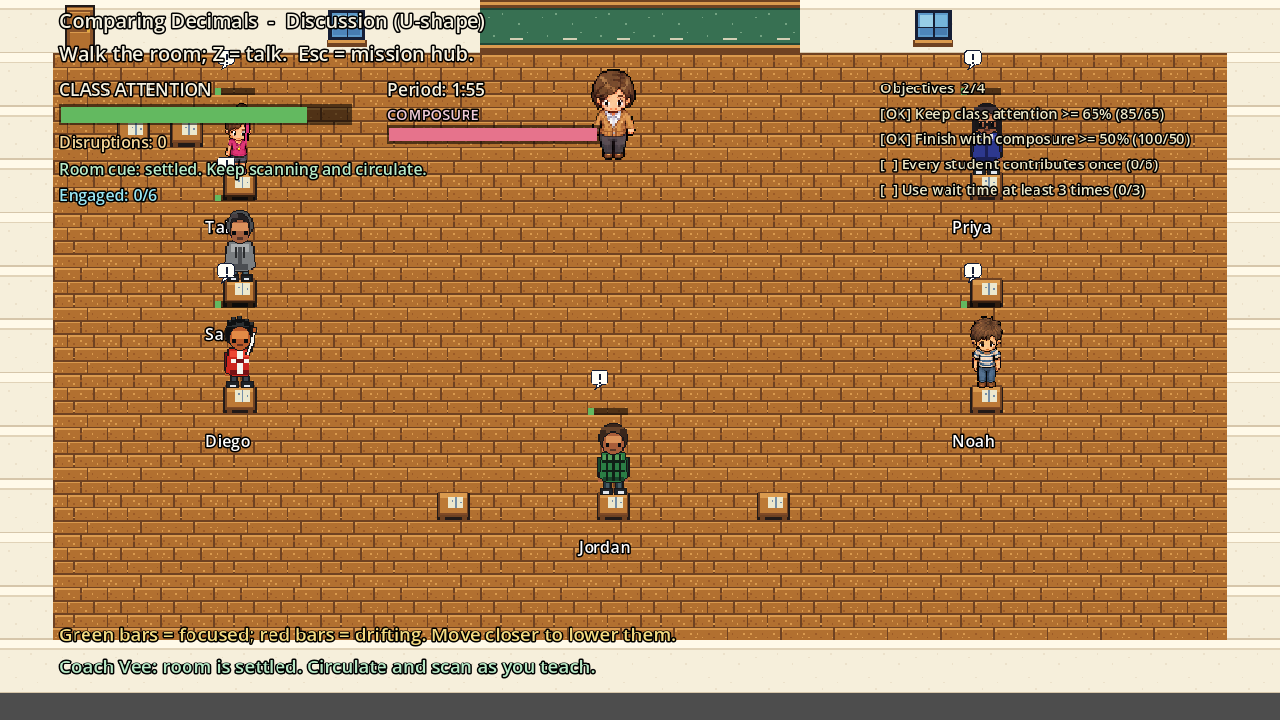 Comparing Decimals - Discussion (U-shape)
Walk the room; Z = talk. Esc = mission hub.
CLASS ATTENTION
Period: 1:55
COMPOSURE
Disruptions: 0
Room cue: settled. Keep scanning and circulate.
Engaged: 0/6
Objectives 2/4
[OK] Keep class attention >= 65% (85/65)
[OK] Finish with composure >= 50% (100/50)
[ ] Every student contributes once (0/6)
[ ] Use wait time at least 3 times (0/3)
Priya
Diego
Noah
Jordan
Green bars = focused; red bars = drifting. Move closer to lower them.
Coach Vee: room is settled. Circulate and scan as you teach.